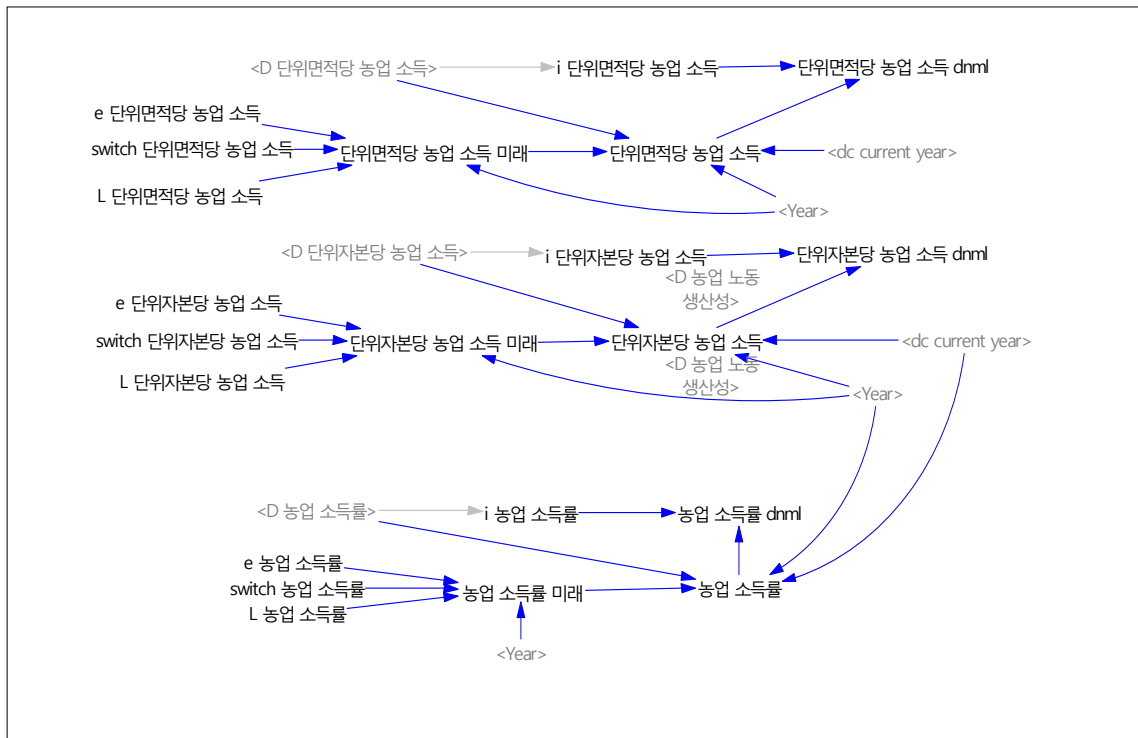 <D 단위면적당 농업 소득>
i 단위면적당 농업 소득
단위면적당 농업 소득 dnml
e 단위면적당 농업 소득
switch 단위면적당 농업 소득
단위면적당 농업 소득 미래
단위면적당 농업 소득
<dc current year>
L 단위면적당 농업 소득
<Year>
<D 단위자본당 농업 소득>
i 단위자본당 농업 소득
단위자본당 농업 소득 dnml
<D 농업 노동
생산성>
e 단위자본당 농업 소득
switch 단위자본당 농업 소득
단위자본당 농업 소득 미래
단위자본당 농업 소득
<dc current year>
<D 농업 노동
생산성>
L 단위자본당 농업 소득
<Year>
<D 농업 소득률>
i 농업 소득률
농업 소득률 dnml
e 농업 소득률
switch 농업 소득률
농업 소득률 미래
농업 소득률
L 농업 소득률
<Year>